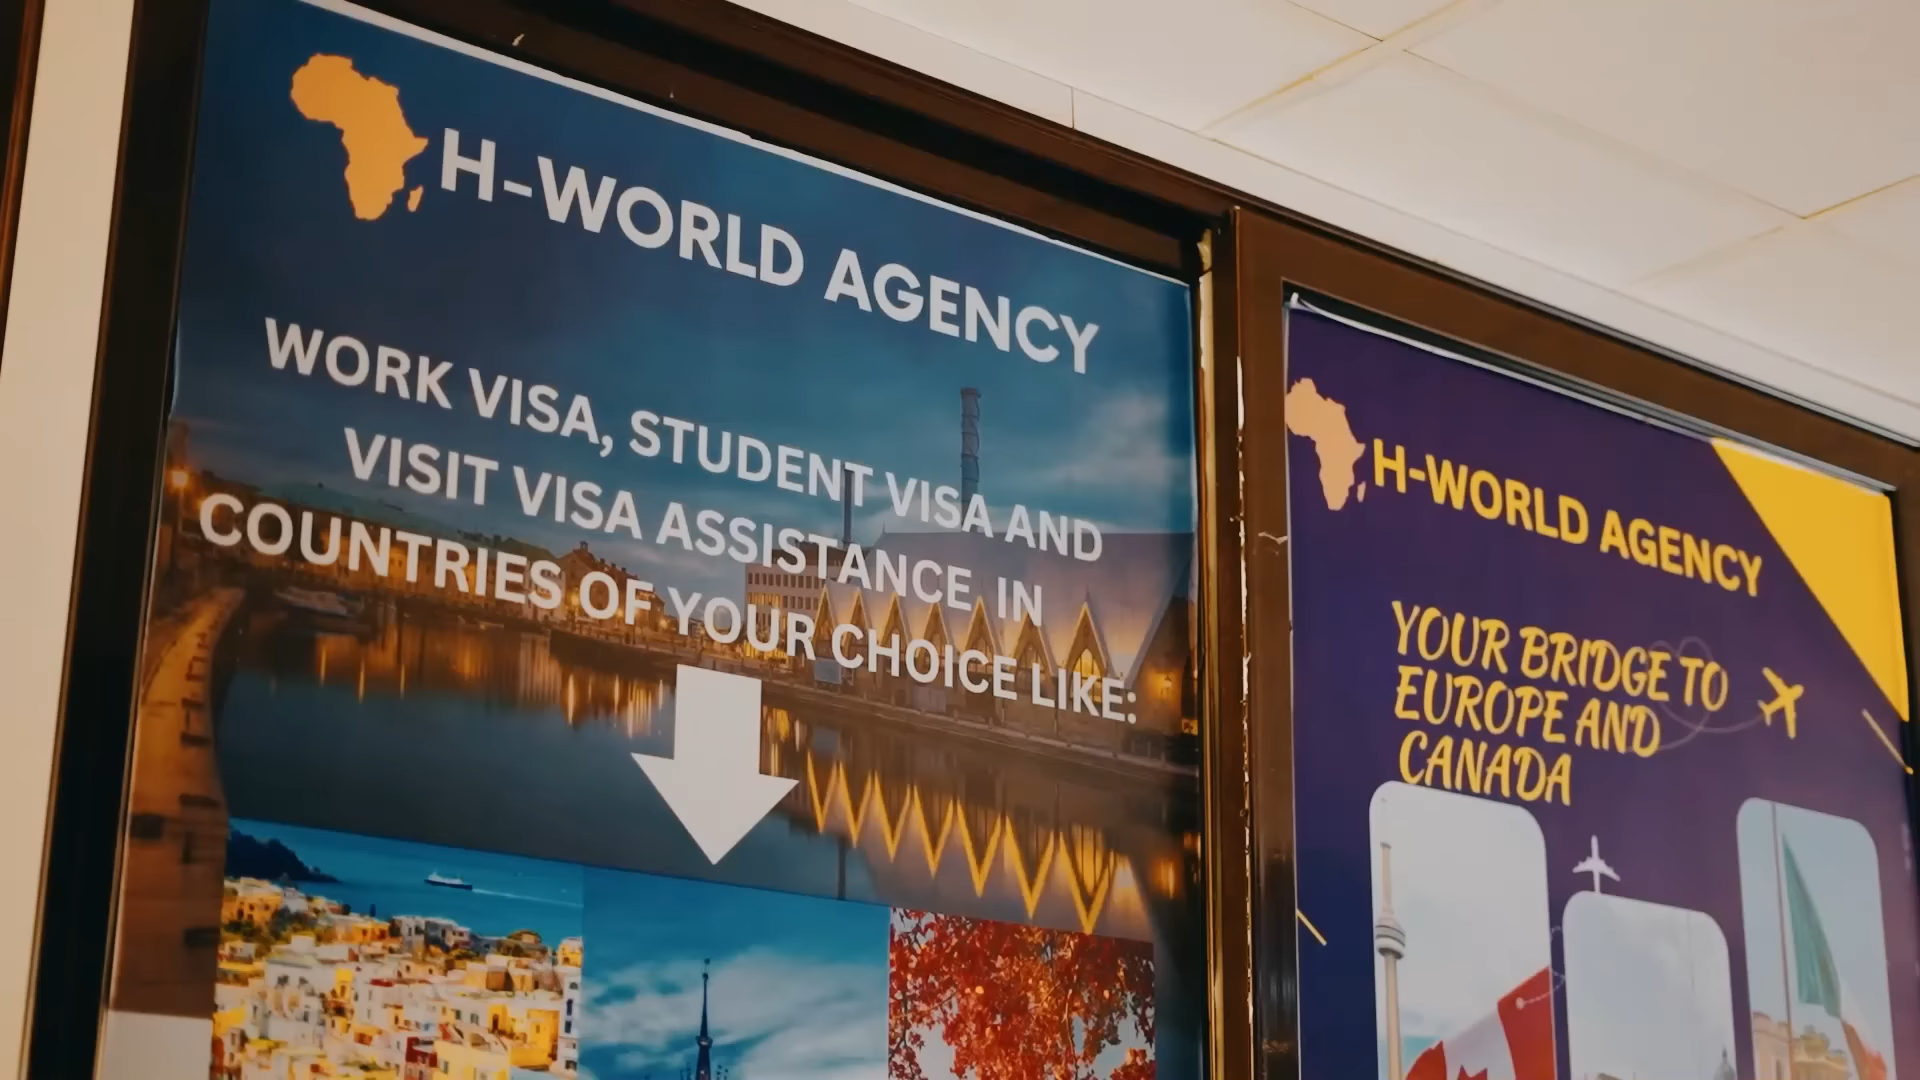 H-WORLD AGENCY
WORK VISA, STUDENT VISA AND
VISIT VISA ASSISTANCE IN
COUNTRIES OF YOUR CHOICE LIKE:
H-WORLD AGENCY
YOUR BRIDGE TO
EUROPE AND
CANADA